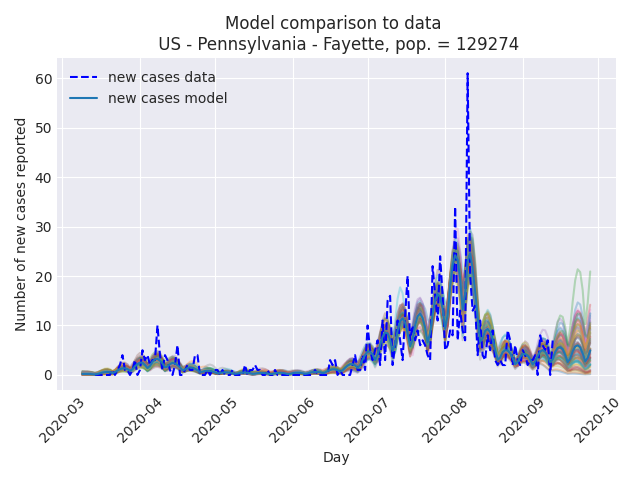 Model comparison to data
US - Pennsylvania - Fayette, pop. = 129274
new cases data
new cases model
Number of new cases reported
60
50
40
30
20
10
0
2020-03
2020-04
2020-05
2020-06
2020-07
2020-08
2020-09
2020-10
Day